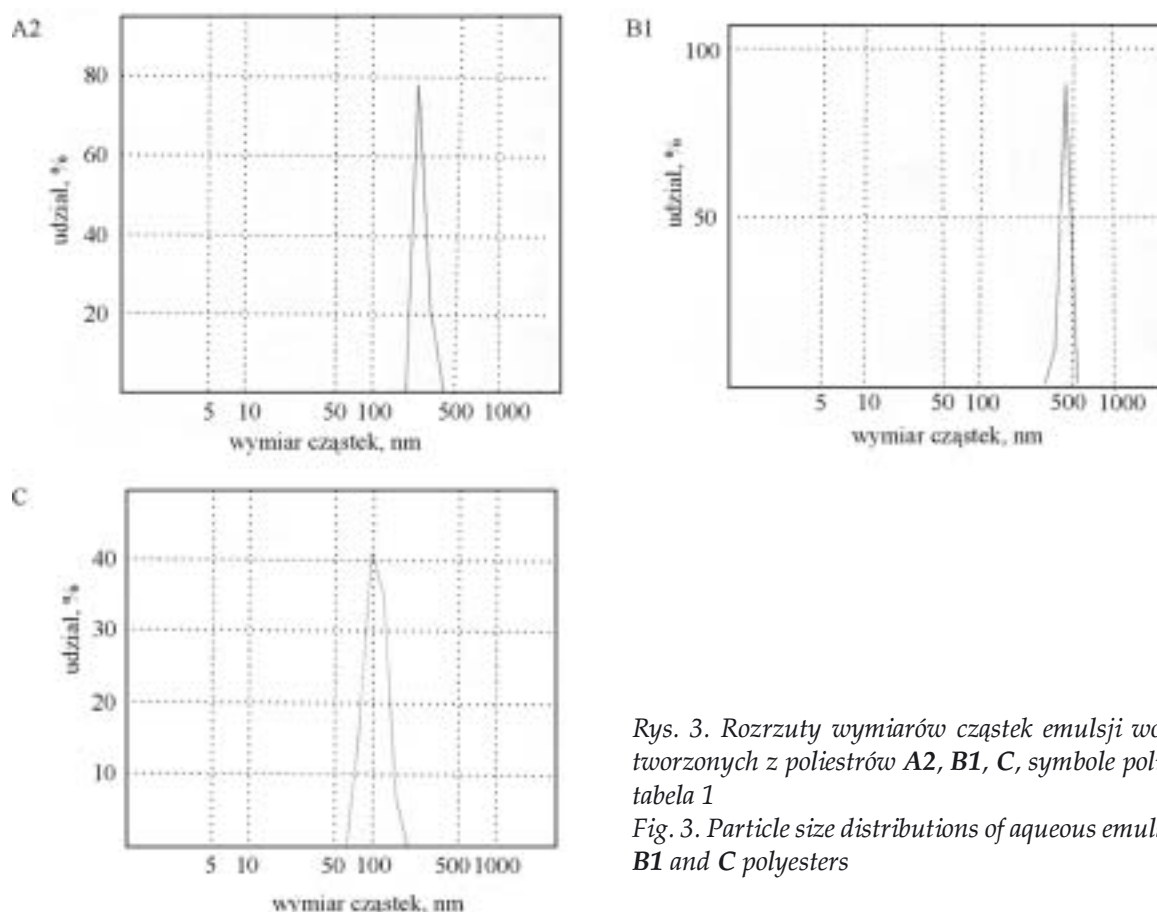 A2
80
60
40
20
udział, %
5 10 50 100 500 1000
wymiar cząstek, nm
B1
100
50
udział, %
5 10 50 100 500 1000
wymiar cząstek, nm
C
40
30
20
10
udział, %
5 10 50 100 500 1000
wymiar cząstek, nm
Rys. 3. Rozrzuty wymiarów cząstek emulsji
tworzonych z poliestrów A2, B1, C, symbole
tabela 1
Fig. 3. Particle size distributions of aqueous
B1 and C polyesters